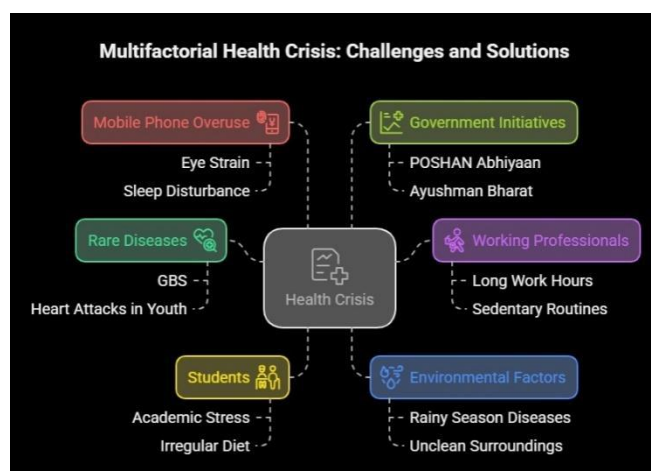 Multifactorial Health Crisis: Challenges and Solutions
Mobile Phone Overuse
Eye Strain
Sleep Disturbance
Government Initiatives
POSHAN Abhiyaan
Ayushman Bharat
Rare Diseases
GBS
Heart Attacks in Youth
Health Crisis
Working Professionals
Long Work Hours
Sedentary Routines
Students
Academic Stress
Irregular Diet
Environmental Factors
Rainy Season Diseases
Unclean Surroundings